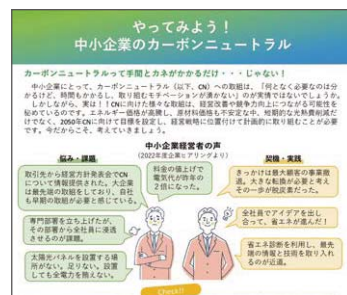 やってみよう!
中小企業のカーボンニュートラル
カーボンニュートラルって手間とカネがかかるだけ・・・じゃない!
中小企業にとって、カーボンニュートラル(以下、CN)への取組は、「何となく必要なのは分
かるけど、時間もかかるし、取り組むモチベーションが湧かない」のが実情ではないでしょうか。
しかしながら、実は!!CNに向けた様々な取組は、経営改善や競争力向上につながる可能性を
秘めているのです。エネルギー価格が高騰し、原材料価格も不安定な中、短期的な光熱費削減だ
けでなく、2050年CNに向けて目標を設定し、経営戦略に位置付けて計画的に取り組むことが必要
です。今だからこそ、考えていきましょう。
中小企業経営者の声
(2022年度企業ヒアリングより)
悩み・課題
取引先から経営方針発表会でCN
について情報提供された。大企業
は最先端の取組をしており、自社
も早期の取組が必要と感じている。
専門部署を立ち上げたが、
その部署から全社員に浸透
させるのが課題。
太陽光パネルを設置する場
所がない。足りない。設置
しても全電力を賄えない。
料金の値上げで
電気代が昨年の
2倍になった。
契機・実践
きっかけは最大顧客の事業撤
退。大きな転換が必要と考え
その一歩が脱炭素だった。
全社員でアイデアを出し合
って、省エネが進んだ!
省エネ診断を利用し、最先
端の情報と技術を取り入れ
るのが近道。
Check!!